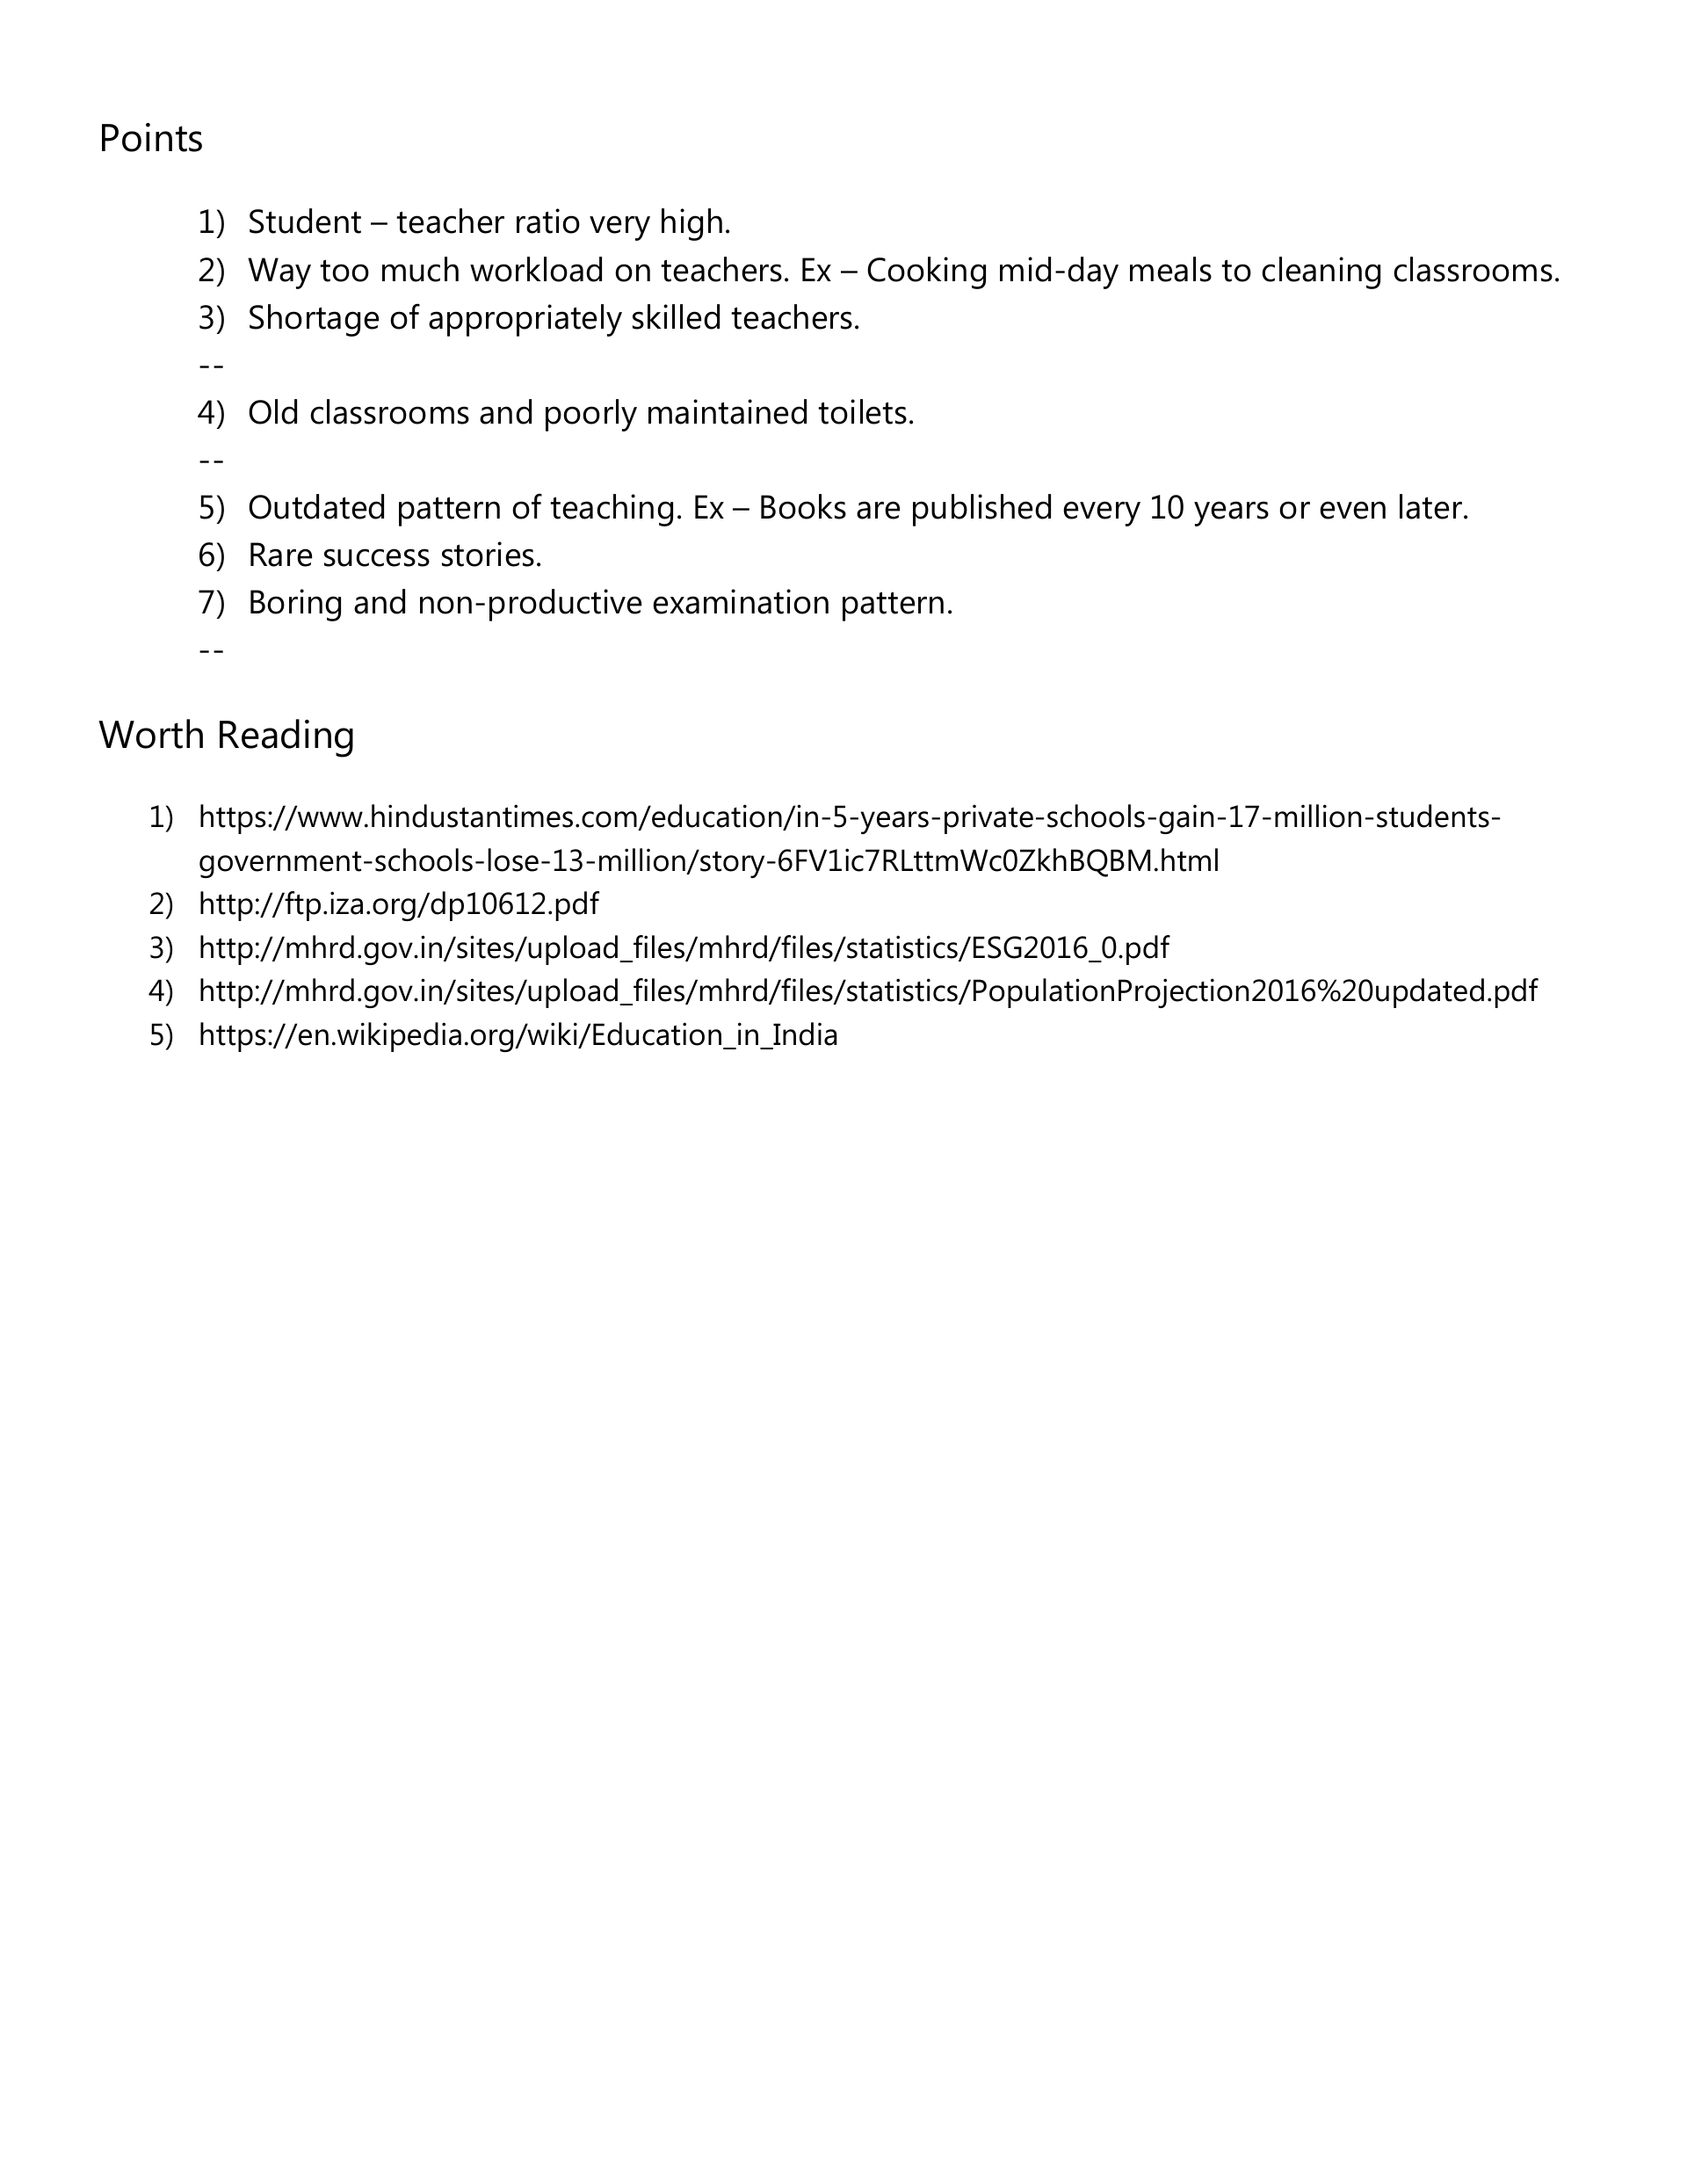 Points
1) Student – teacher ratio very high.
2) Way too much workload on teachers. Ex – Cooking mid-day meals to cleaning classrooms.
3) Shortage of appropriately skilled teachers.
--
4) Old classrooms and poorly maintained toilets.
--
5) Outdated pattern of teaching. Ex – Books are published every 10 years or even later.
6) Rare success stories.
7) Boring and non-productive examination pattern.
--
Worth Reading
1) https://www.hindustantimes.com/education/in-5-years-private-schools-gain-17-million-students-
government-schools-lose-13-million/story-6FV1ic7RLttmWc0ZkhBQBM.html
2) http://ftp.iza.org/dp10612.pdf
3) http://mhrd.gov.in/sites/upload_files/mhrd/files/statistics/ESG2016_0.pdf
4) http://mhrd.gov.in/sites/upload_files/mhrd/files/statistics/PopulationProjection2016%20updated.pdf
5) https://en.wikipedia.org/wiki/Education_in_India